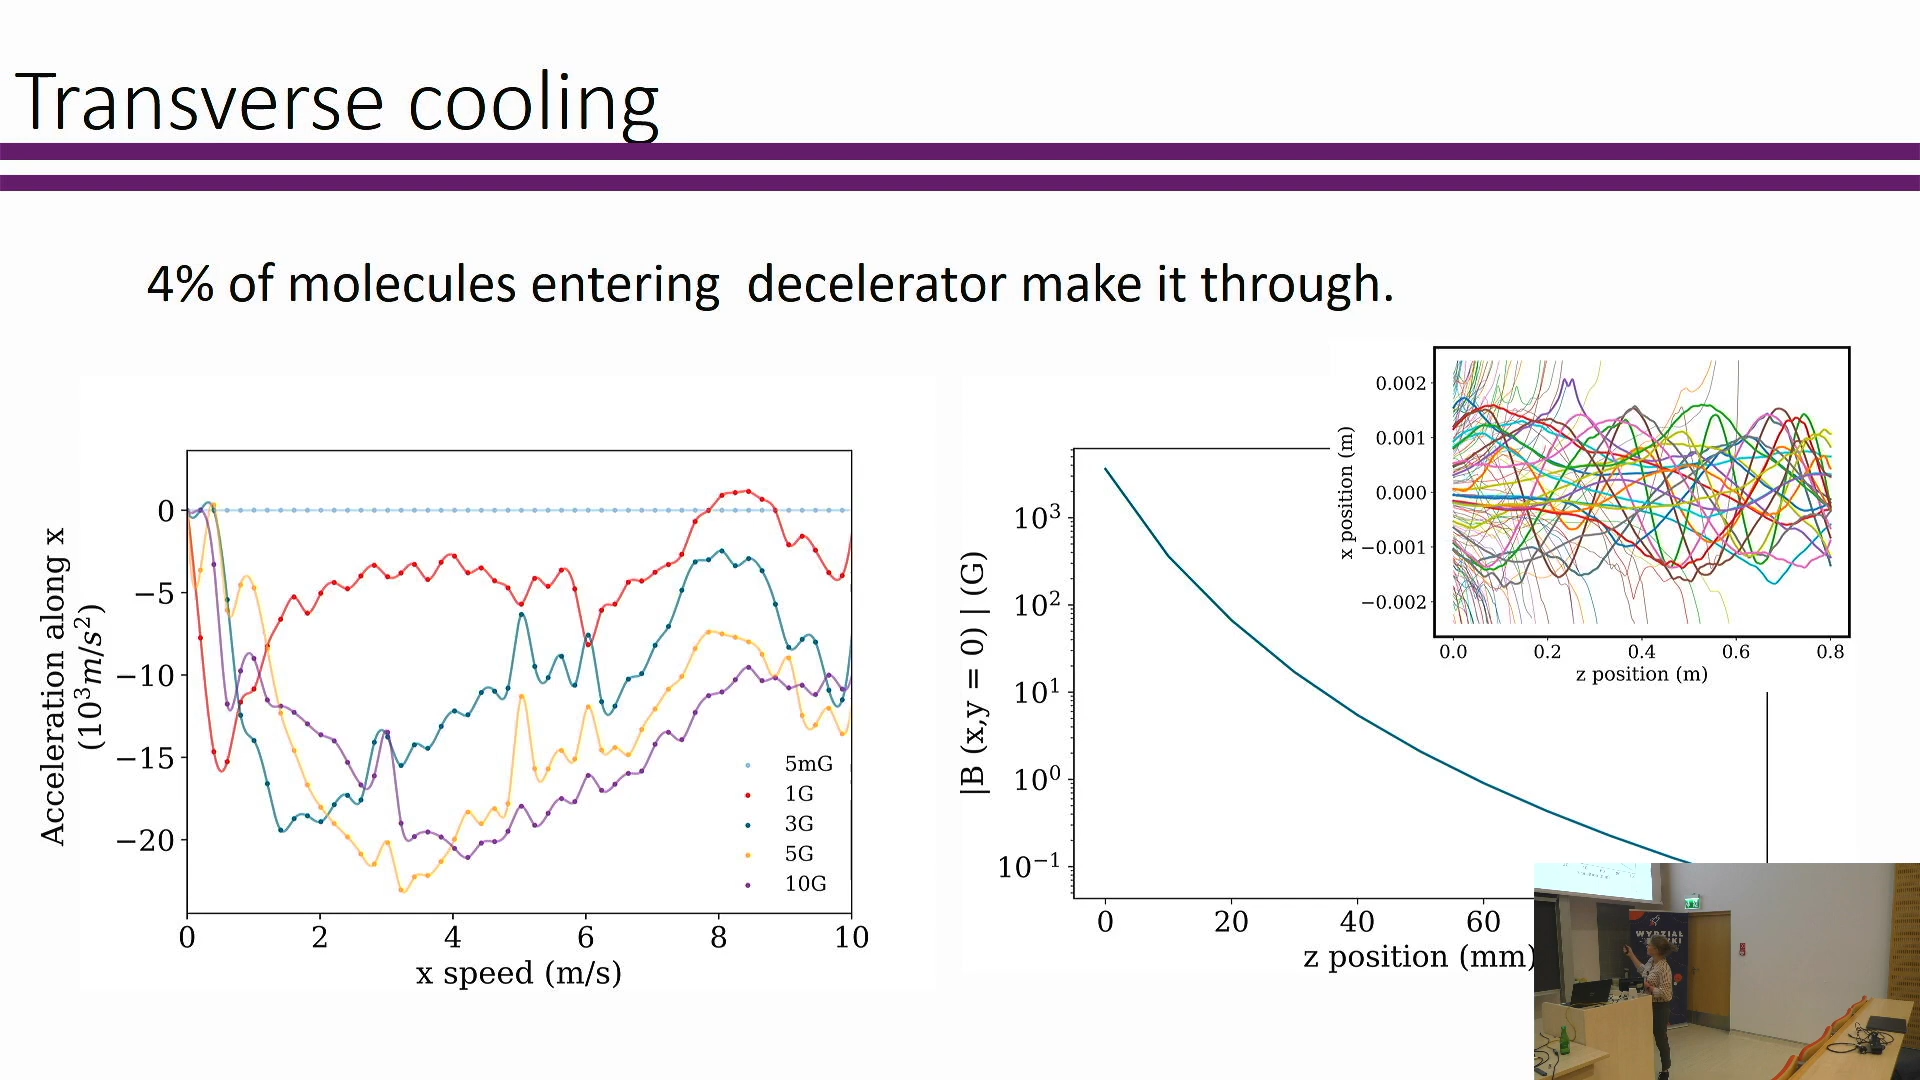 Transverse cooling
4% of molecules entering decelerator make it through.
Acceleration along x
(10³m/s²)
0
−5
−10
−15
−20
5mG
1G
3G
5G
10G
0 2 4 6 8 10
x speed (m/s)
|B (x,y = 0) | (G)
10³
10²
10¹
10⁰
10⁻¹
0 20 40 60
z position (mm)
x position (m)
0.002
0.001
0.000
−0.001
−0.002
0.0 0.2 0.4 0.6 0.8
z position (m)
WYDZIAŁ